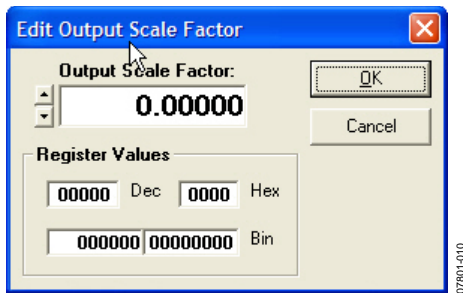 Edit Output Scale Factor
Output Scale Factor:
0.00000
OK
Cancel
Register Values
00000 Dec 0000 Hex
000000 00000000 Bin
07801-010